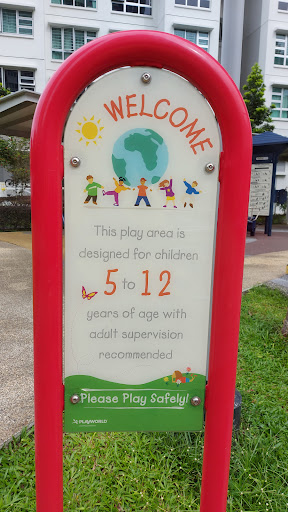 WELCOME
This play area is
designed for children
5 to 12
years of age with
adult supervision
recommended
Please Play Safely!
PLAYWORLD